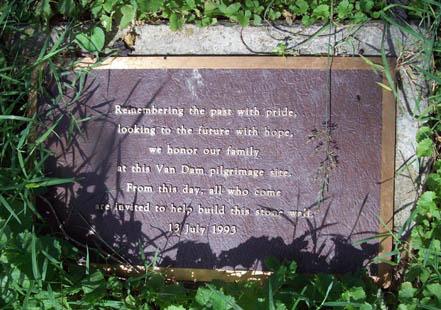 Remembering the past with pride,
looking to the future with hope,
we honor our family
at this Van Dam pilgrimage site.
From this day, all who come
are invited to help build this stone wall.
13 July 1993